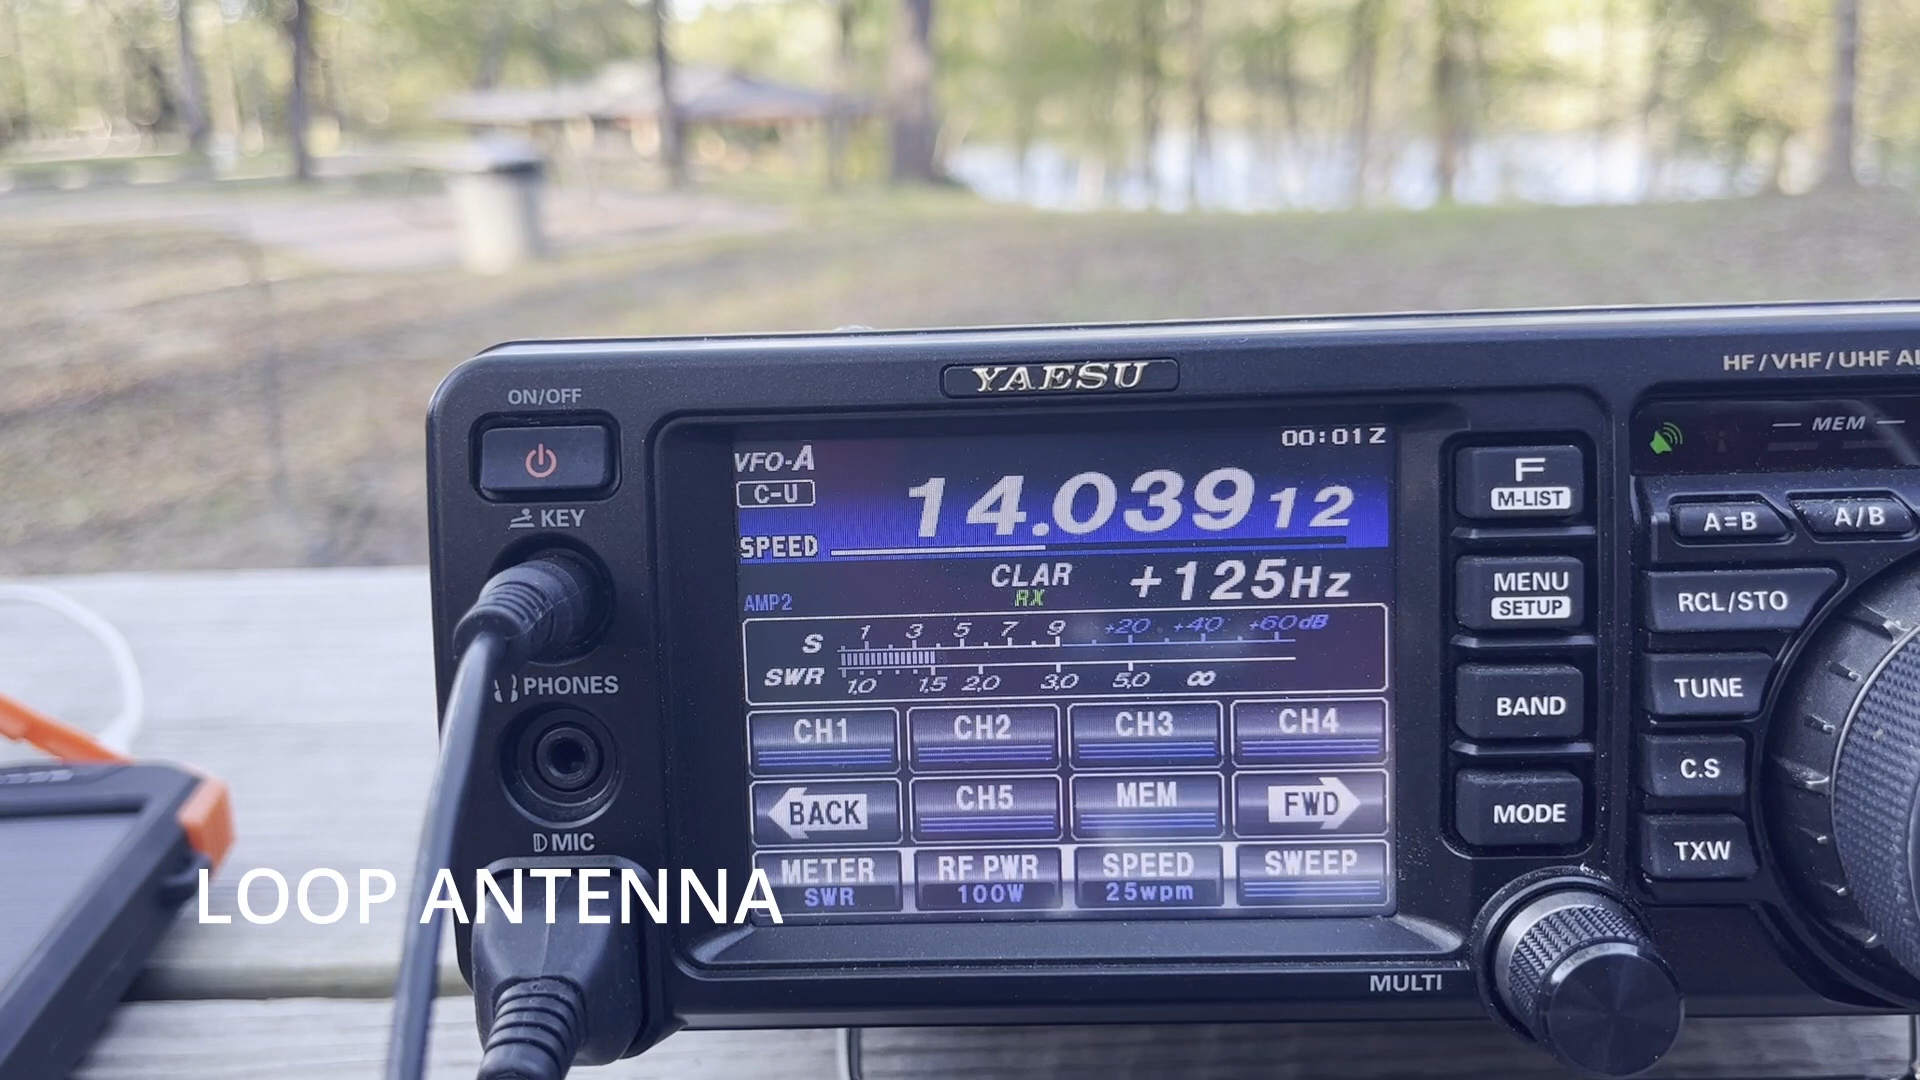 YAESU
HF/VHF/UHF
ON/OFF
KEY
PHONES
MIC
00:01Z
VFO-A
C-U
14.03912
SPEED
CLAR +125Hz
RX
AMP2
S 1 3 5 7 9 +20 +40 +60dB
SWR 1.0 1.5 2.0 3.0 5.0 ∞
CH1 CH2 CH3 CH4
BACK CH5 MEM FWD
METER RF PWR SPEED SWEEP
SWR 100W 25wpm
F
M-LIST
MENU
SETUP
BAND
MODE
MULTI
MEM
A=B A/B
RCL/STO
TUNE
C.S
TXW
LOOP ANTENNA